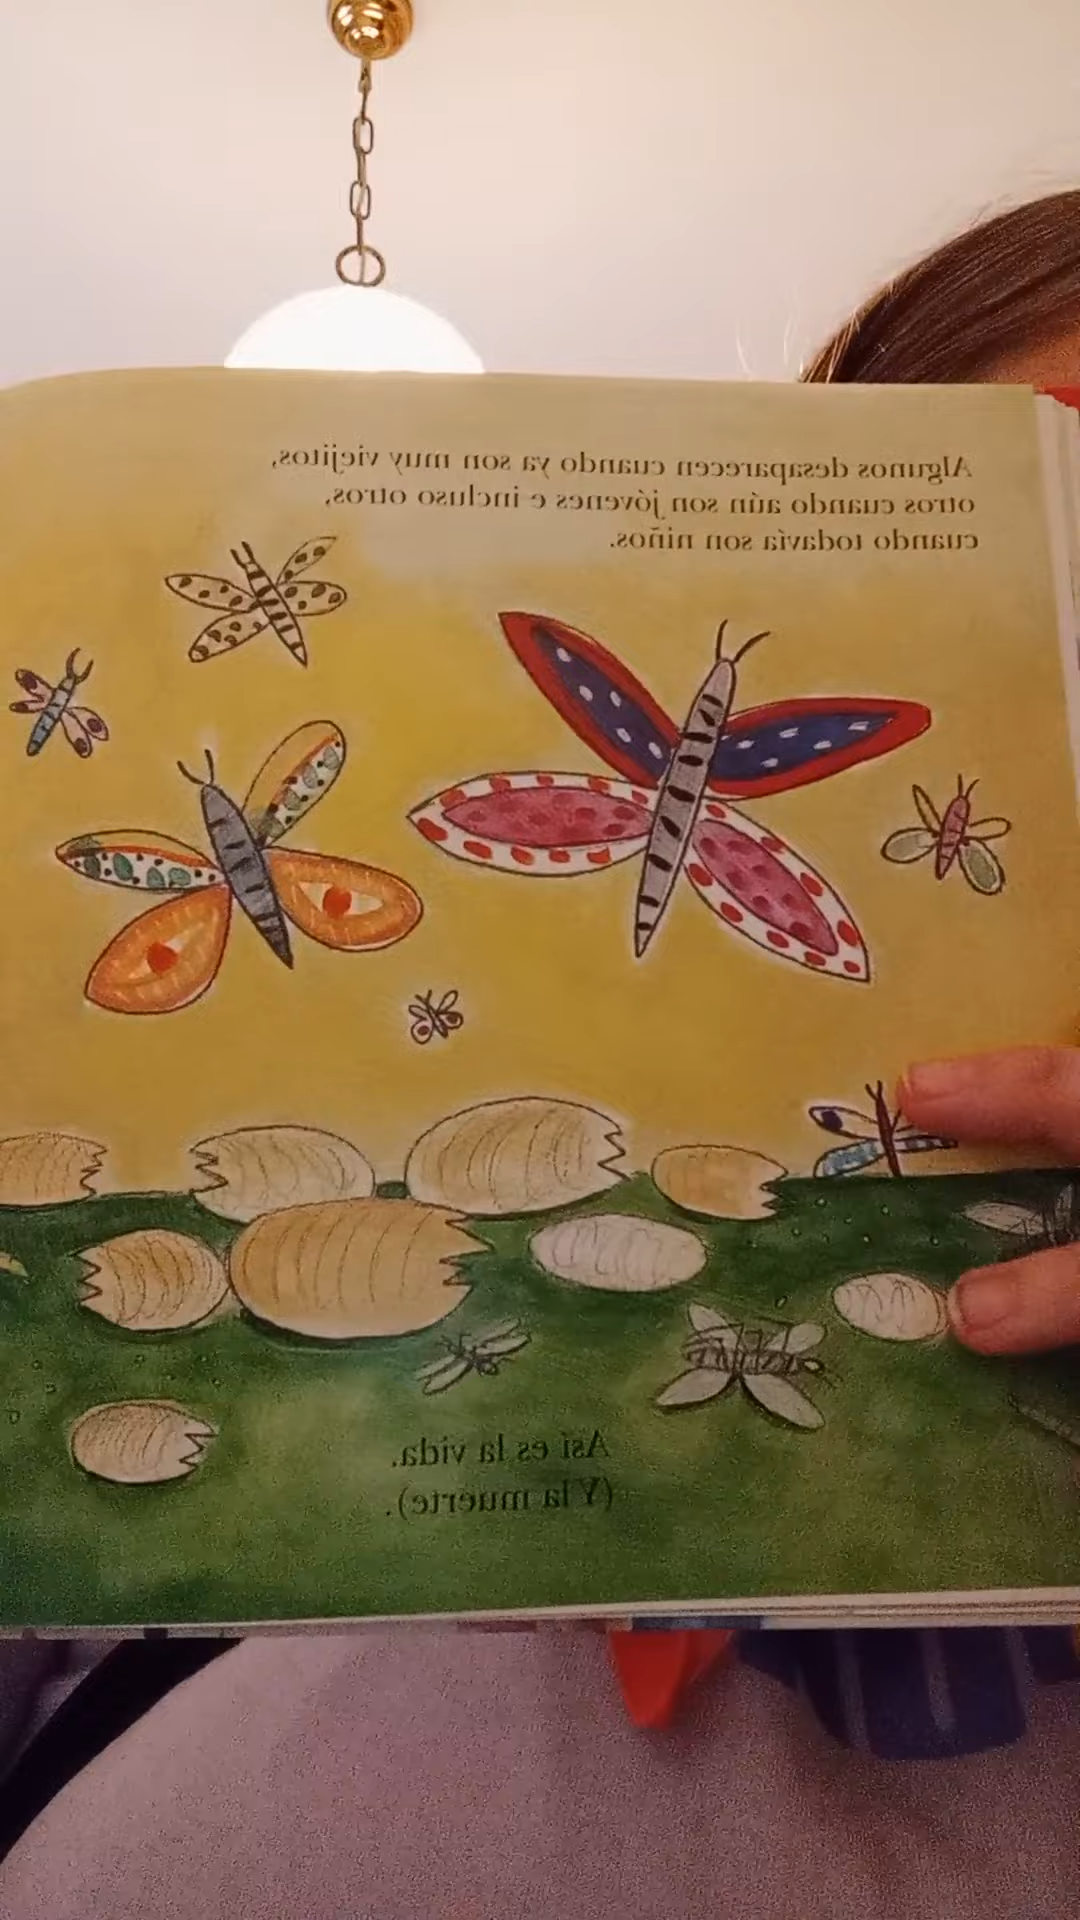 Algunos desaparecen cuando ya son muy viejitos,
otros cuando aún son jóvenes e incluso otros,
cuando todavía son niños.
Así es la vida.
(Y la muerte).